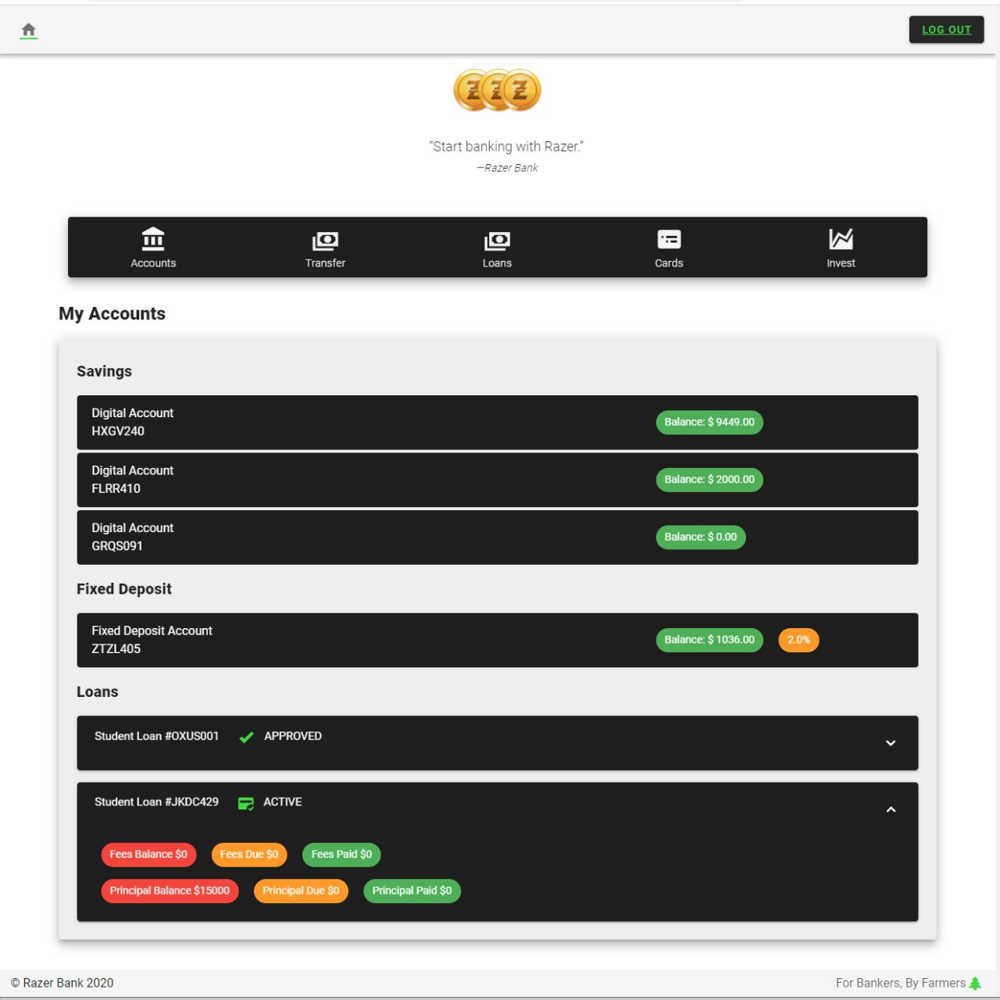 LOG OUT
“Start banking with Razer.”
—Razer Bank
Accounts
Transfer
Loans
Cards
Invest
My Accounts
Savings
Digital Account
HXGV240
Balance: $ 9449.00
Digital Account
FLRR410
Balance: $ 2000.00
Digital Account
GRQS091
Balance: $ 0.00
Fixed Deposit
Fixed Deposit Account
ZTZL405
Balance: $ 1036.00
2.0%
Loans
Student Loan #OXUS001 APPROVED
Student Loan #JKDC429 ACTIVE
Fees Balance $0 Fees Due $0 Fees Paid $0
Principal Balance $15000 Principal Due $0 Principal Paid $0
© Razer Bank 2020
For Bankers, By Farmers